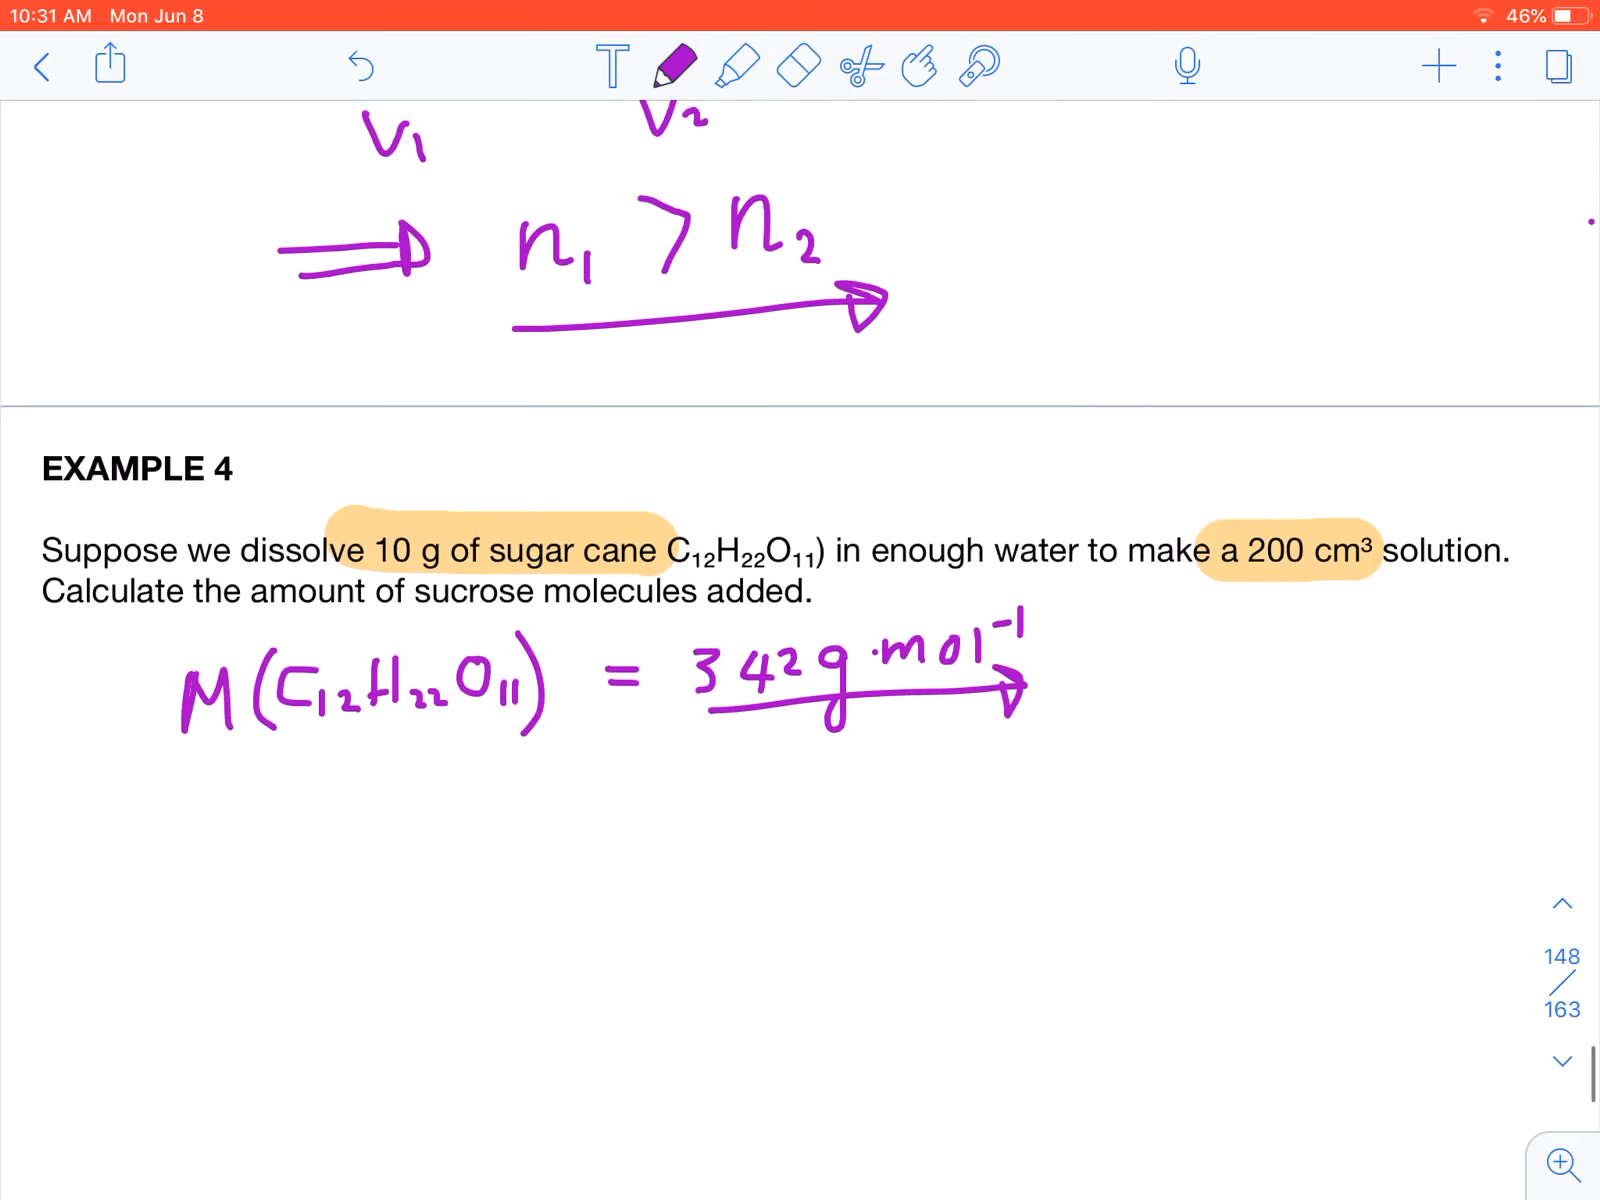 10:31 AM Mon Jun 8 46%
T
V₁ V₂
n₁ > n₂
EXAMPLE 4
Suppose we dissolve 10 g of sugar cane C₁₂H₂₂O₁₁) in enough water to make a 200 cm³ solution.
Calculate the amount of sucrose molecules added.
M(C₁₂H₂₂O₁₁) = 342g·mol⁻¹
148
163